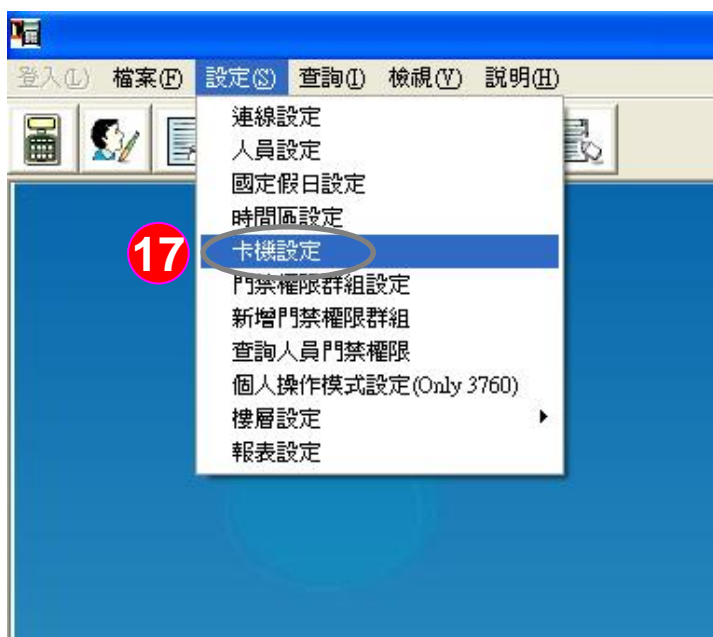 登入(L) 檔案(F) 設定(S) 查詢(I) 檢視(V) 說明(H)
連線設定
人員設定
國定假日設定
時間區設定
17 卡機設定
門禁權限群組設定
新增門禁權限群組
查詢人員門禁權限
個人操作模式設定(Only 3760)
樓層設定
報表設定